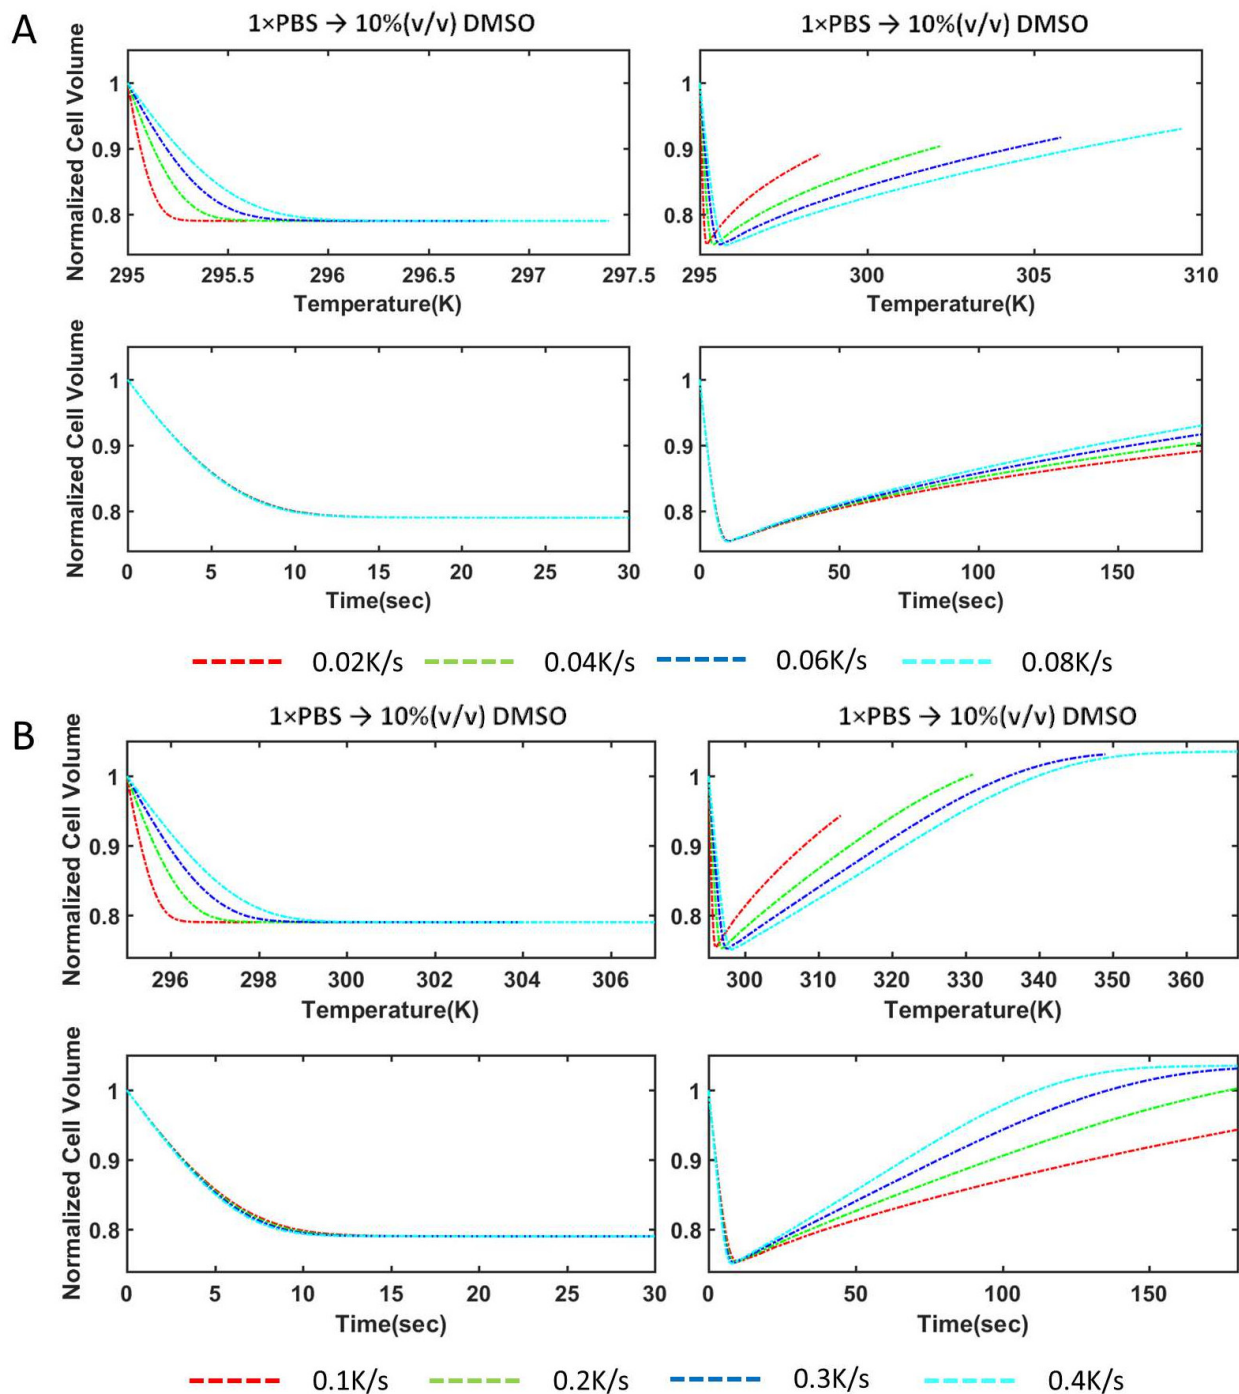 A
1×PBS → 10%(v/v) DMSO
1×PBS → 10%(v/v) DMSO
Normalized Cell Volume
1
0.9
0.8
295
295.5
296
296.5
297
297.5
Temperature(K)
295
300
305
310
Temperature(K)
1
0.9
0.8
Normalized Cell Volume
1
0.9
0.8
0
5
10
15
20
25
30
Time(sec)
1
0.9
0.8
0
50
100
150
Time(sec)
0.02K/s
0.04K/s
0.06K/s
0.08K/s
B
1×PBS → 10%(v/v) DMSO
1×PBS → 10%(v/v) DMSO
Normalized Cell Volume
1
0.9
0.8
296
298
300
302
304
306
Temperature(K)
1
0.9
0.8
300
310
320
330
340
350
360
Temperature(K)
Normalized Cell Volume
1
0.9
0.8
0
5
10
15
20
25
30
Time(sec)
1
0.9
0.8
0
50
100
150
Time(sec)
0.1K/s
0.2K/s
0.3K/s
0.4K/s